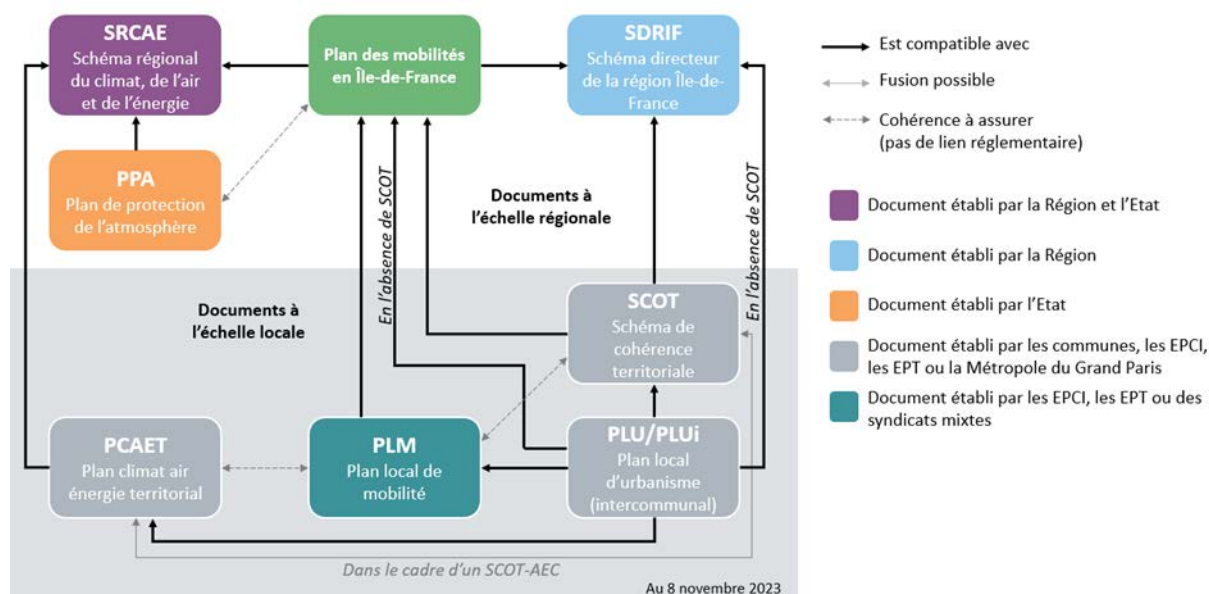 SRCAE
Schéma régional
du climat, de l'air
et de l'énergie
Plan des mobilités
en Île-de-France
SDRIF
Schéma directeur
de la région Île-de-
France
Est compatible avec
Fusion possible
Cohérence à assurer
(pas de lien réglementaire)
PPA
Plan de protection
de l'atmosphère
En l'absence de SCOT
Documents à
l'échelle régionale
En l'absence de SCOT
Document établi par la Région et l'Etat
Document établi par la Région
Document établi par l'Etat
Document établi par les communes, les EPCI,
les EPT ou la Métropole du Grand Paris
Document établi par les EPCI, les EPT ou des
syndicats mixtes
Documents à
l'échelle locale
SCOT
Schéma de
cohérence
territoriale
PCAET
Plan climat air
énergie territorial
PLM
Plan local de
mobilité
PLU/PLUi
Plan local
d'urbanisme
(intercommunal)
Dans le cadre d'un SCOT-AEC
Au 8 novembre 2023